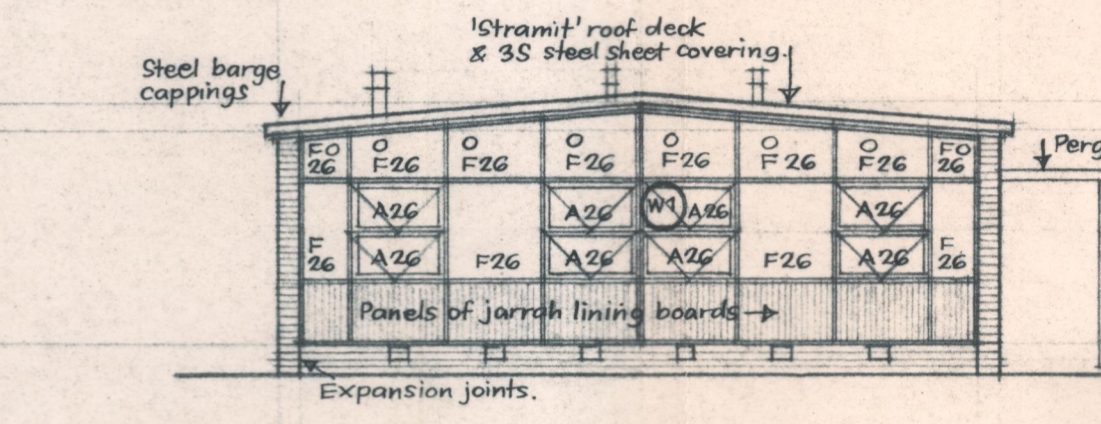 'Stramit' roof deck
& 3S steel sheet covering.
Steel barge
cappings
Perg
FO
26
O
F26
O
F26
O
F26
O
F26
O
F26
O
F26
FO
26
A26
A26
W1
A26
A26
F
26
A26
F26
A26
A26
F26
A26
F
26
Panels of jarrah lining boards
Expansion joints.